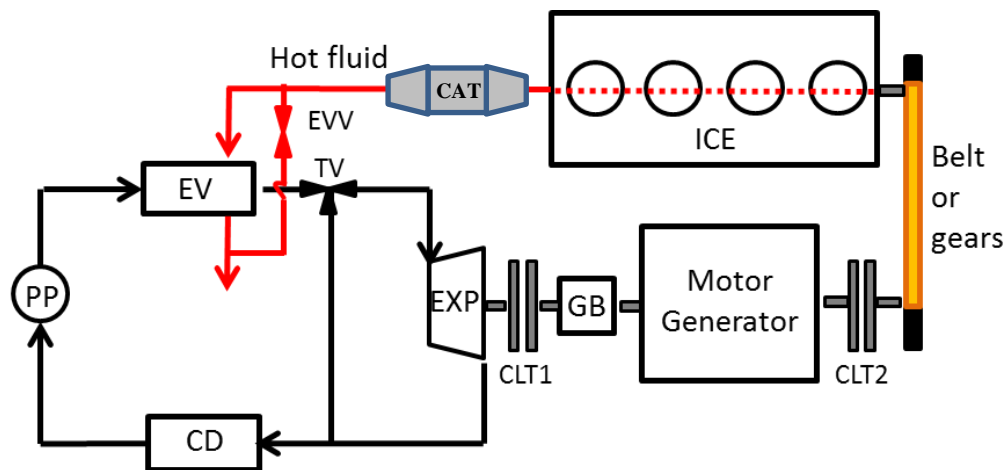 Hot fluid
CAT
EVV
ICE
TV
EV
Belt
or
gears
PP
EXP
GB
Motor
Generator
CLT1
CLT2
CD